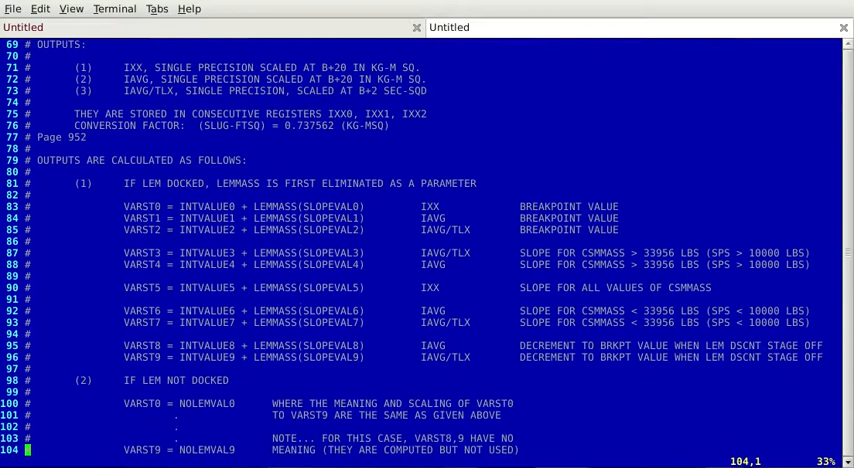 File Edit View Terminal Tabs Help
Untitled Untitled
69 # OUTPUTS:
70 #
71 # (1) IXX, SINGLE PRECISION SCALED AT B+20 IN KG-M SQ.
72 # (2) IAVG, SINGLE PRECISION SCALED AT B+20 IN KG-M SQ.
73 # (3) IAVG/TLX, SINGLE PRECISION, SCALED AT B+2 SEC-SQD
74 #
75 # THEY ARE STORED IN CONSECUTIVE REGISTERS IXX0, IXX1, IXX2
76 # CONVERSION FACTOR: (SLUG-FTSQ) = 0.737562 (KG-MSQ)
77 # Page 952
78 #
79 # OUTPUTS ARE CALCULATED AS FOLLOWS:
80 #
81 # (1) IF LEM DOCKED, LEMMASS IS FIRST ELIMINATED AS A PARAMETER
82 #
83 # VARST0 = INTVALUE0 + LEMMASS(SLOPEVAL0) IXX BREAKPOINT VALUE
84 # VARST1 = INTVALUE1 + LEMMASS(SLOPEVAL1) IAVG BREAKPOINT VALUE
85 # VARST2 = INTVALUE2 + LEMMASS(SLOPEVAL2) IAVG/TLX BREAKPOINT VALUE
86 #
87 # VARST3 = INTVALUE3 + LEMMASS(SLOPEVAL3) IAVG/TLX SLOPE FOR CSMMASS > 33956 LBS (SPS > 10000 LBS)
88 # VARST4 = INTVALUE4 + LEMMASS(SLOPEVAL4) IAVG SLOPE FOR CSMMASS > 33956 LBS (SPS > 10000 LBS)
89 #
90 # VARST5 = INTVALUE5 + LEMMASS(SLOPEVAL5) IXX SLOPE FOR ALL VALUES OF CSMMASS
91 #
92 # VARST6 = INTVALUE6 + LEMMASS(SLOPEVAL6) IAVG SLOPE FOR CSMMASS < 33956 LBS (SPS < 10000 LBS)
93 # VARST7 = INTVALUE7 + LEMMASS(SLOPEVAL7) IAVG/TLX SLOPE FOR CSMMASS < 33956 LBS (SPS < 10000 LBS)
94 #
95 # VARST8 = INTVALUE8 + LEMMASS(SLOPEVAL8) IAVG DECREMENT TO BRKPT VALUE WHEN LEM DSCNT STAGE OFF
96 # VARST9 = INTVALUE9 + LEMMASS(SLOPEVAL9) IAVG/TLX DECREMENT TO BRKPT VALUE WHEN LEM DSCNT STAGE OFF
97 #
98 # (2) IF LEM NOT DOCKED
99 #
100 # VARST0 = NOLEMVAL0 WHERE THE MEANING AND SCALING OF VARST0
101 # . TO VARST9 ARE THE SAME AS GIVEN ABOVE
102 # .
103 # . NOTE... FOR THIS CASE, VARST8,9 HAVE NO
104 VARST9 = NOLEMVAL9 MEANING (THEY ARE COMPUTED BUT NOT USED)
104,1 33%